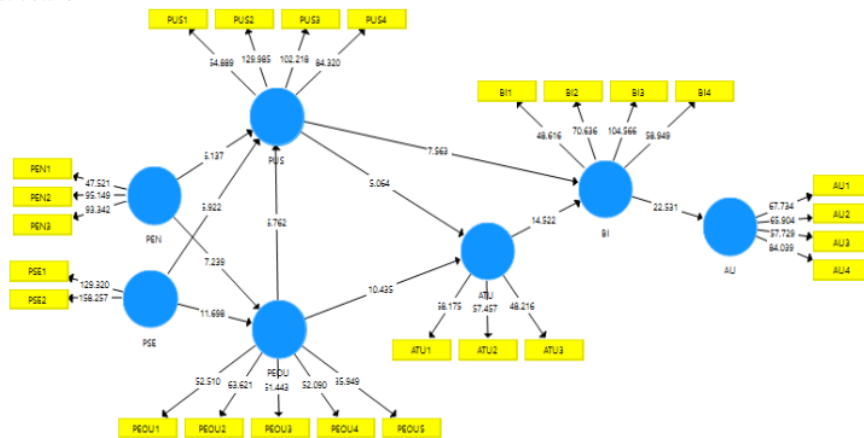 PUS1 PUS2 PUS3 PUS4
54.889 129.985 102.218 84.320
BI1 BI2 BI3 BI4
48.616 70.636 104.566 58.949
PUS
7.563
PEN1
PEN2
PEN3
47.521
95.149
93.342
PEN
5.137
5.922
5.064
BI
22.531
AU1
AU2
AU3
AU4
67.734
65.904
57.729
84.039
AU
14.522
7.239
5.762
PSE1
PSE2
129.320
158.257
PSE
11.698
10.435
ATU
58.175 57.457 48.216
ATU1 ATU2 ATU3
PEOU
52.510 63.621 51.443 52.090 35.949
PEOU1 PEOU2 PEOU3 PEOU4 PEOU5